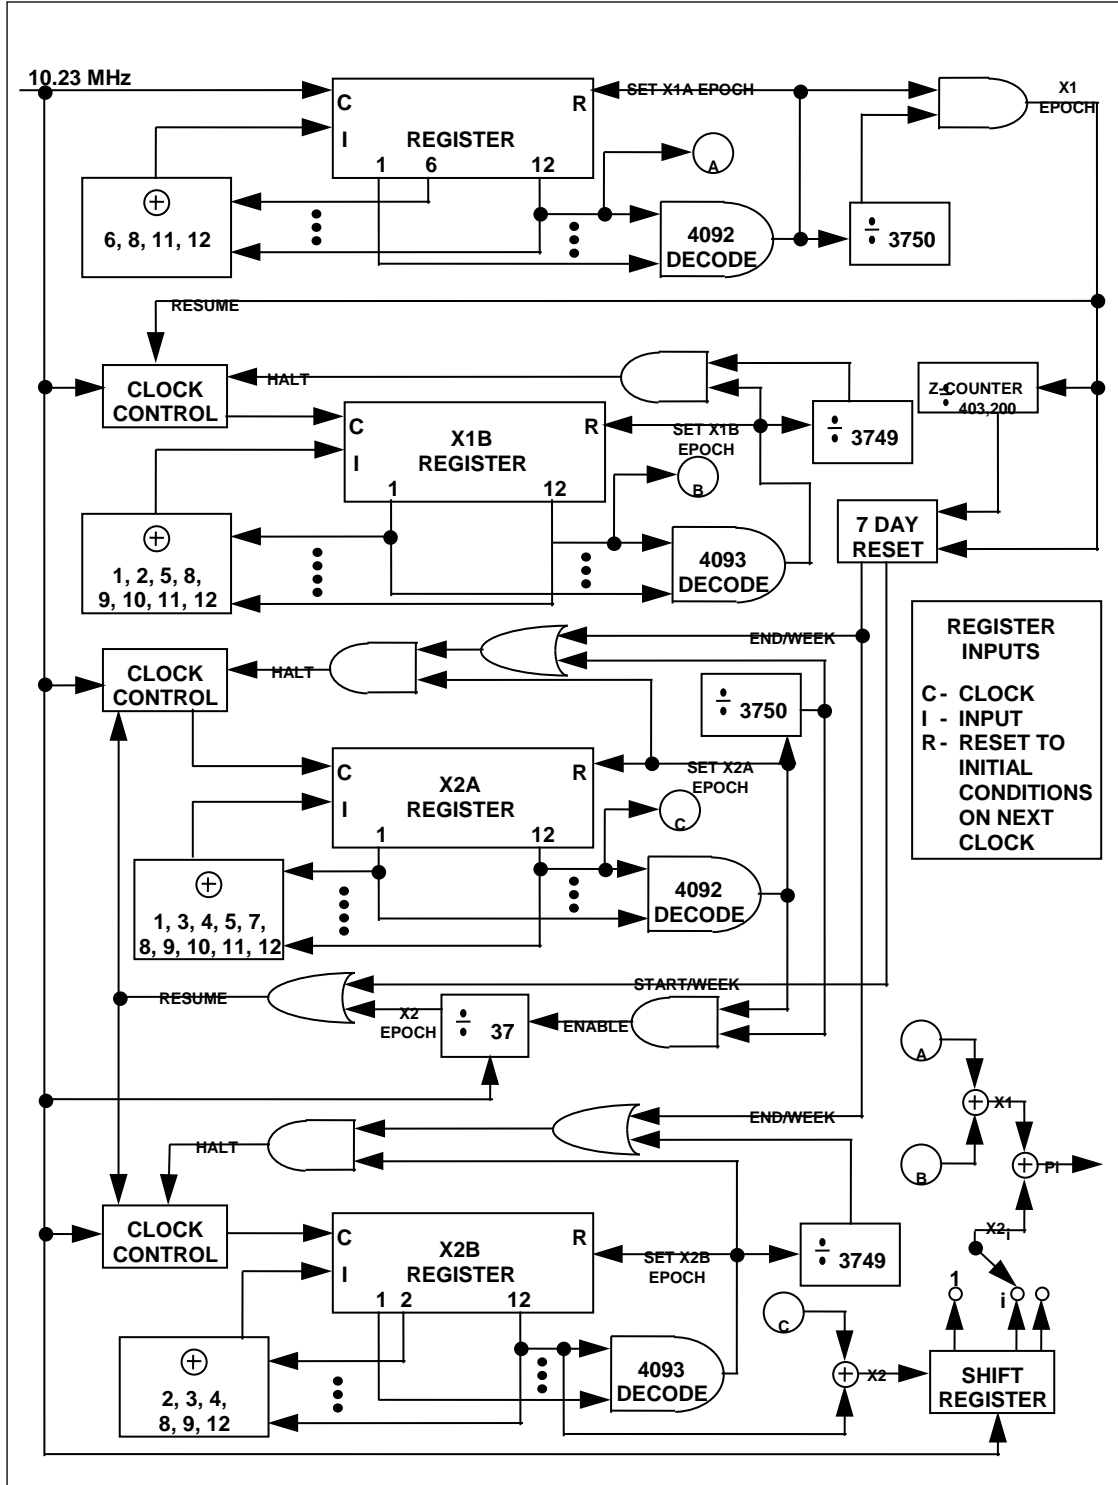 10.23 MHz
C
R
I
REGISTER
1
6
12
SET X1A EPOCH
X1
EPOCH
A
6, 8, 11, 12
4092
DECODE
÷ 3750
RESUME
CLOCK
CONTROL
HALT
Z-COUNTER
÷ 403,200
C
R
I
X1B
REGISTER
1
12
SET X1B
EPOCH
÷ 3749
B
1, 2, 5, 8,
9, 10, 11, 12
4093
DECODE
7 DAY
RESET
END/WEEK
REGISTER
INPUTS
C - CLOCK
I - INPUT
R - RESET TO
INITIAL
CONDITIONS
ON NEXT
CLOCK
CLOCK
CONTROL
HALT
÷ 3750
C
R
I
X2A
REGISTER
1
12
SET X2A
EPOCH
C
1, 3, 4, 5, 7,
8, 9, 10, 11, 12
4092
DECODE
START/WEEK
RESUME
X2
EPOCH
÷ 37
ENABLE
END/WEEK
A
X1
B
PI
HALT
CLOCK
CONTROL
C
R
I
X2B
REGISTER
1
2
12
SET X2B
EPOCH
÷ 3749
X2i
1
i
C
2, 3, 4,
8, 9, 12
4093
DECODE
X2
SHIFT
REGISTER